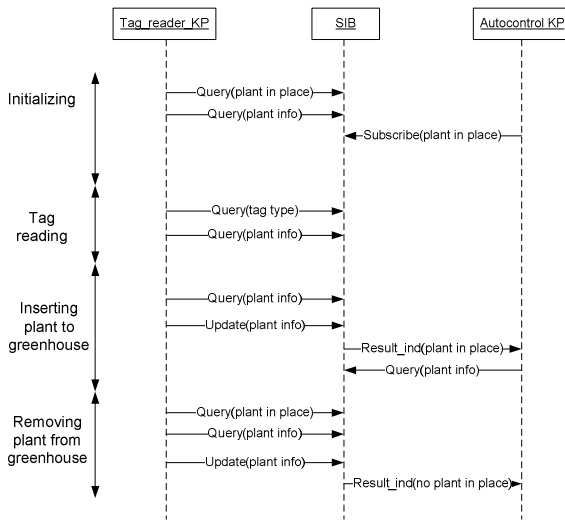 Tag_reader_KP
SIB
Autocontrol KP
Initializing
Query(plant in place)
Query(plant info)
Subscribe(plant in place)
Tag
reading
Query(tag type)
Query(plant info)
Inserting
plant to
greenhouse
Query(plant info)
Update(plant info)
Result_ind(plant in place)
Query(plant info)
Removing
plant from
greenhouse
Query(plant in place)
Query(plant info)
Update(plant info)
Result_ind(no plant in place)